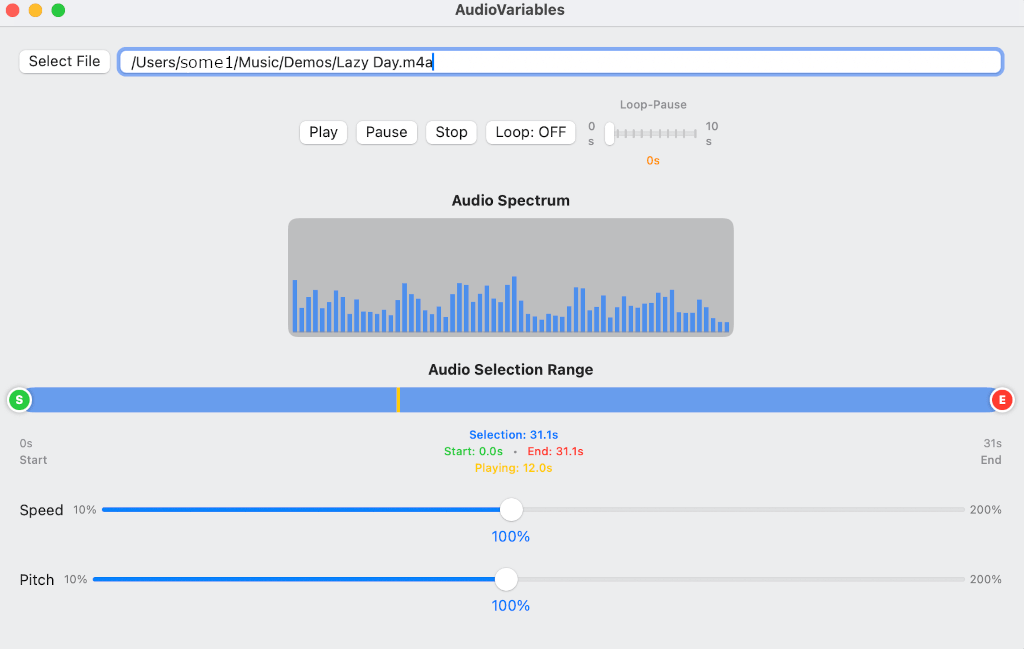 AudioVariables
Select File
/Users/some1/Music/Demos/Lazy Day.m4a
Loop-Pause
Play
Pause
Stop
Loop: OFF
0
s
10
s
0s
Audio Spectrum
Audio Selection Range
S
E
0s
Start
Selection: 31.1s
Start: 0.0s • End: 31.1s
Playing: 12.0s
31s
End
Speed 10% 200%
100%
Pitch 10% 200%
100%